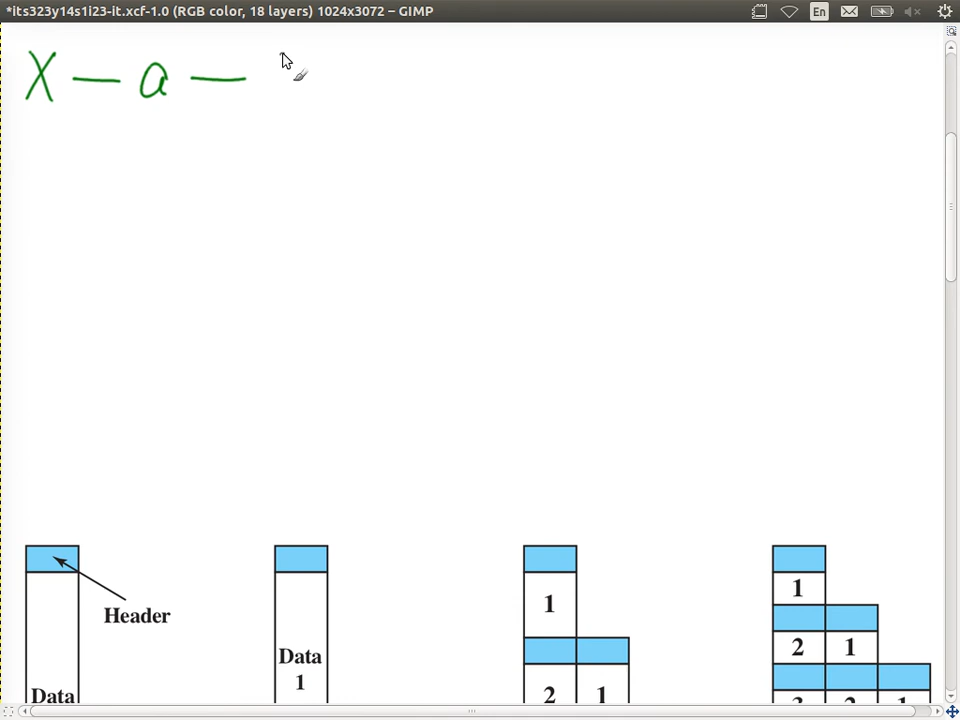 *its323y14s1i23-it.xcf-1.0 (RGB color, 18 layers) 1024x3072 – GIMP
En
X — a —
Header
Data
Data
1
1
2 1
1
2 1